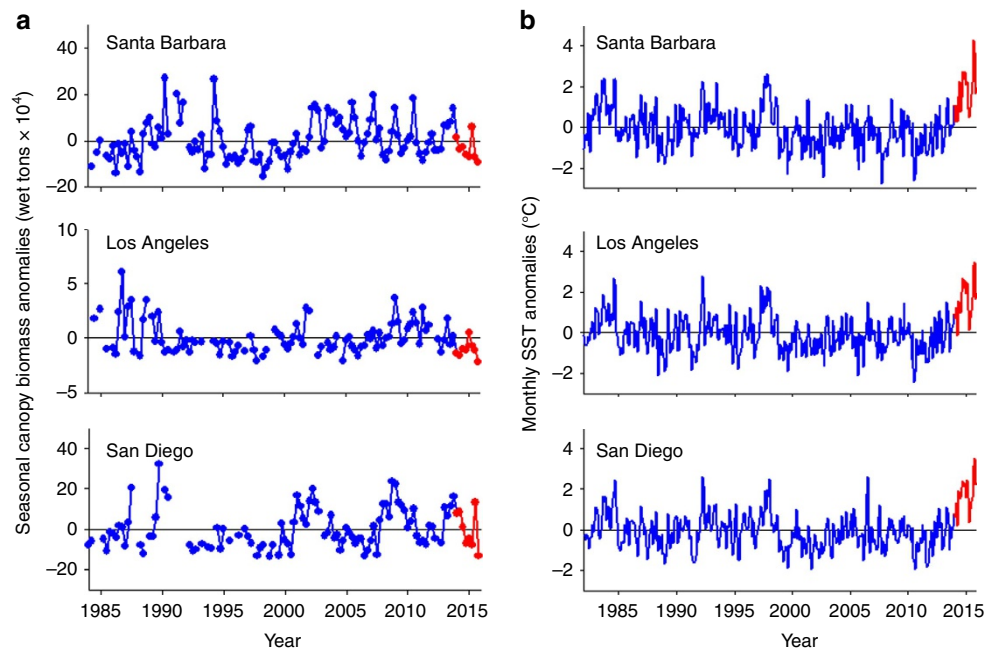 a
Seasonal canopy biomass anomalies (wet tons × 10⁴)
Santa Barbara
40
20
0
−20
Los Angeles
10
5
0
−5
San Diego
40
20
0
−20
1985 1990 1995 2000 2005 2010 2015
Year
b
Monthly SST anomalies (°C)
Santa Barbara
4
2
0
−2
Los Angeles
4
2
0
−2
San Diego
4
2
0
−2
1985 1990 1995 2000 2005 2010 2015
Year